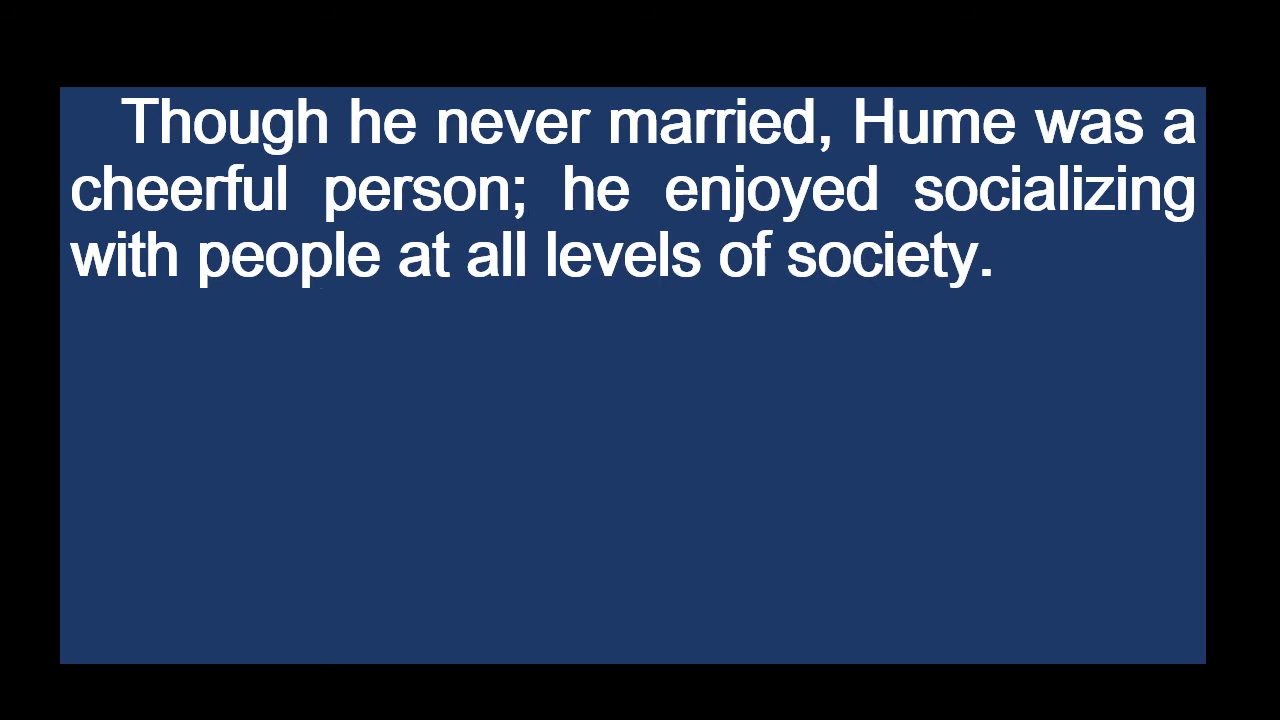 Though he never married, Hume was a
cheerful person; he enjoyed socializing
with people at all levels of society.